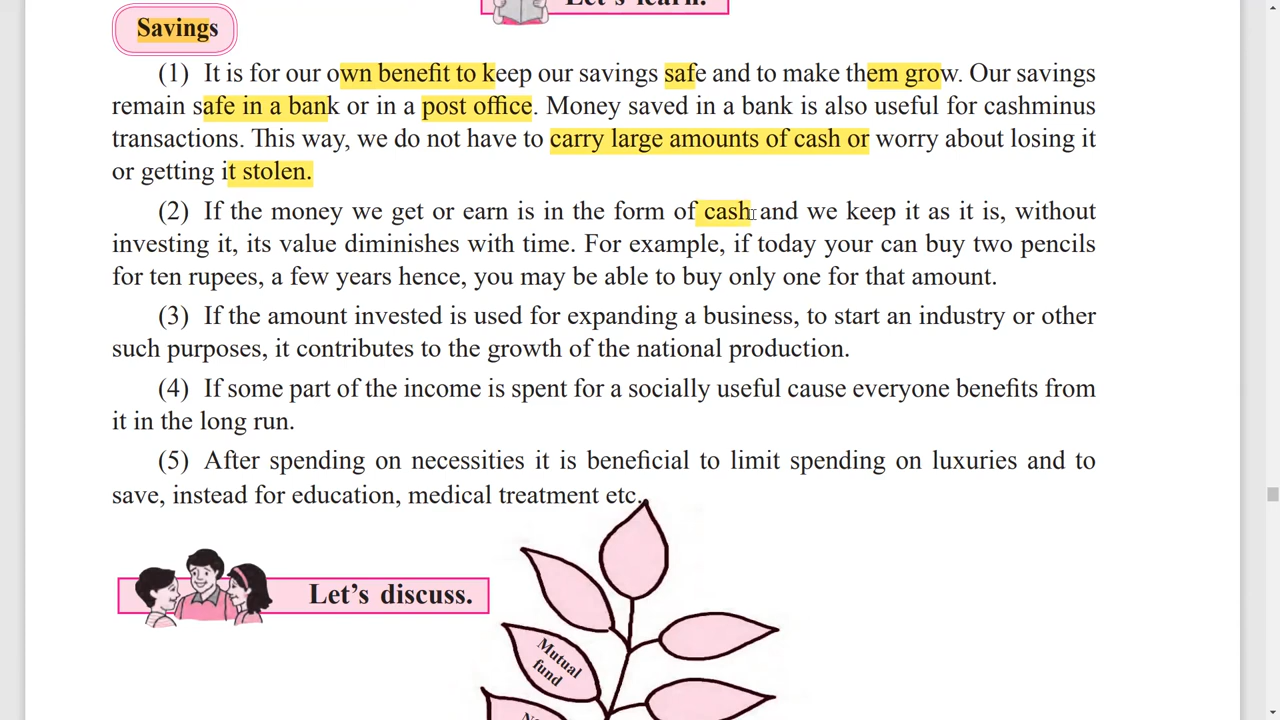 Let's learn.
Savings
(1) It is for our own benefit to keep our savings safe and to make them grow. Our savings
remain safe in a bank or in a post office. Money saved in a bank is also useful for cashminus
transactions. This way, we do not have to carry large amounts of cash or worry about losing it
or getting it stolen.
(2) If the money we get or earn is in the form of cash and we keep it as it is, without
investing it, its value diminishes with time. For example, if today your can buy two pencils
for ten rupees, a few years hence, you may be able to buy only one for that amount.
(3) If the amount invested is used for expanding a business, to start an industry or other
such purposes, it contributes to the growth of the national production.
(4) If some part of the income is spent for a socially useful cause everyone benefits from
it in the long run.
(5) After spending on necessities it is beneficial to limit spending on luxuries and to
save, instead for education, medical treatment etc.
Let's discuss.
Mutual
fund